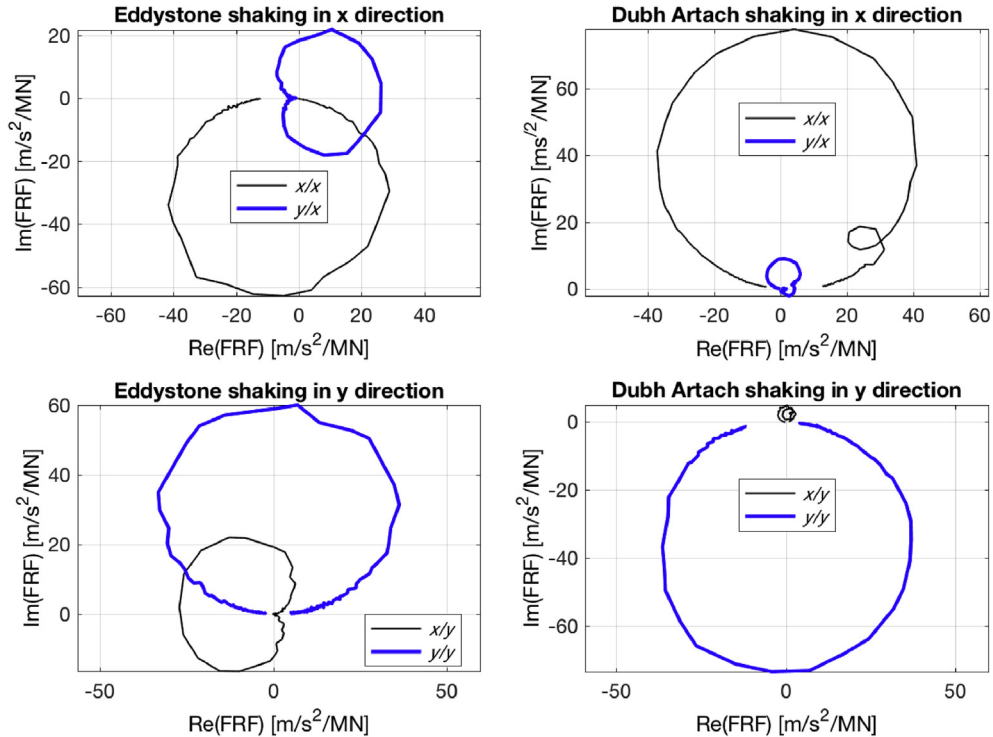 Eddystone shaking in x direction
20
0
-20
-40
-60
Im(FRF) [m/s²/MN]
x/x
y/x
-60
-40
-20
0
20
40
Re(FRF) [m/s²/MN]
Dubh Artach shaking in x direction
60
40
20
0
Im(FRF) [ms/²/MN]
x/x
y/x
-40
-20
0
20
40
60
Re(FRF) [m/s²/MN]
Eddystone shaking in y direction
60
40
20
0
Im(FRF) [m/s²/MN]
x/y
y/y
-50
0
50
Re(FRF) [m/s²/MN]
Dubh Artach shaking in y direction
0
-20
-40
-60
Im(FRF) [m/s²/MN]
x/y
y/y
-50
0
50
Re(FRF) [m/s²/MN]